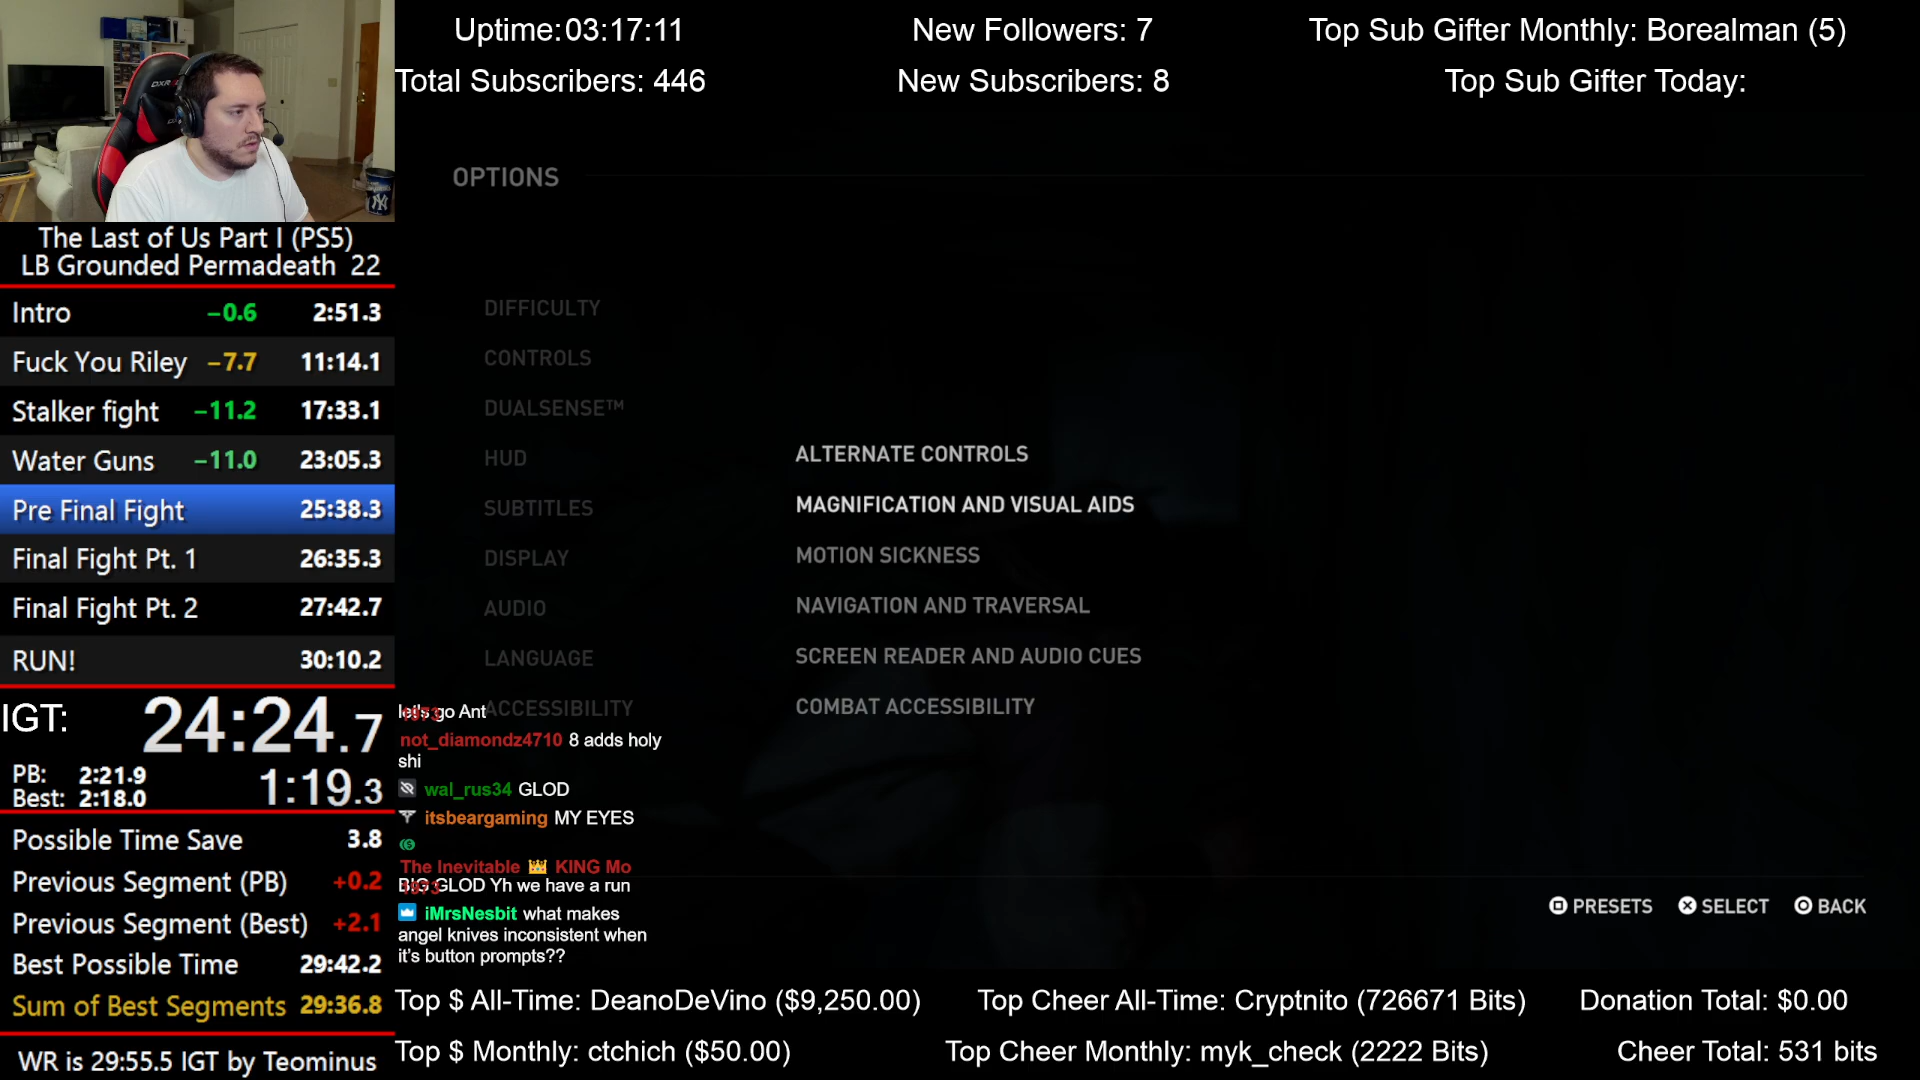 Uptime:03:17:11
New Followers: 7
Top Sub Gifter Monthly: Borealman (5)
Total Subscribers: 446
New Subscribers: 8
Top Sub Gifter Today:
The Last of Us Part I (PS5)
LB Grounded Permadeath 22
Intro -0.6 2:51.3
Fuck You Riley -7.7 11:14.1
Stalker fight -11.2 17:33.1
Water Guns -11.0 23:05.3
Pre Final Fight 25:38.3
Final Fight Pt. 1 26:35.3
Final Fight Pt. 2 27:42.7
RUN! 30:10.2
IGT: 24:24.7
PB: 2:21.9
Best: 2:18.0
1:19.3
Possible Time Save 3.8
Previous Segment (PB) +0.2
Previous Segment (Best) +2.1
Best Possible Time 29:42.2
Sum of Best Segments 29:36.8
WR is 29:55.5 IGT by Teominus
OPTIONS
DIFFICULTY
CONTROLS
DUALSENSE™
HUD
SUBTITLES
DISPLAY
AUDIO
LANGUAGE
ACCESSIBILITY
ALTERNATE CONTROLS
MAGNIFICATION AND VISUAL AIDS
MOTION SICKNESS
NAVIGATION AND TRAVERSAL
SCREEN READER AND AUDIO CUES
COMBAT ACCESSIBILITY
PRESETS SELECT BACK
1973
let's go Ant
not_diamondz4710 8 adds holy
shi
wal_rus34 GLOD
itsbeargaming MY EYES
The Inevitable 👑 KING Mo
1973
BIG GLOD Yh we have a run
iMrsNesbit what makes
angel knives inconsistent when
it's button prompts??
Top $ All-Time: DeanoDeVino ($9,250.00)
Top Cheer All-Time: Cryptnito (726671 Bits)
Donation Total: $0.00
Top $ Monthly: ctchich ($50.00)
Top Cheer Monthly: myk_check (2222 Bits)
Cheer Total: 531 bits